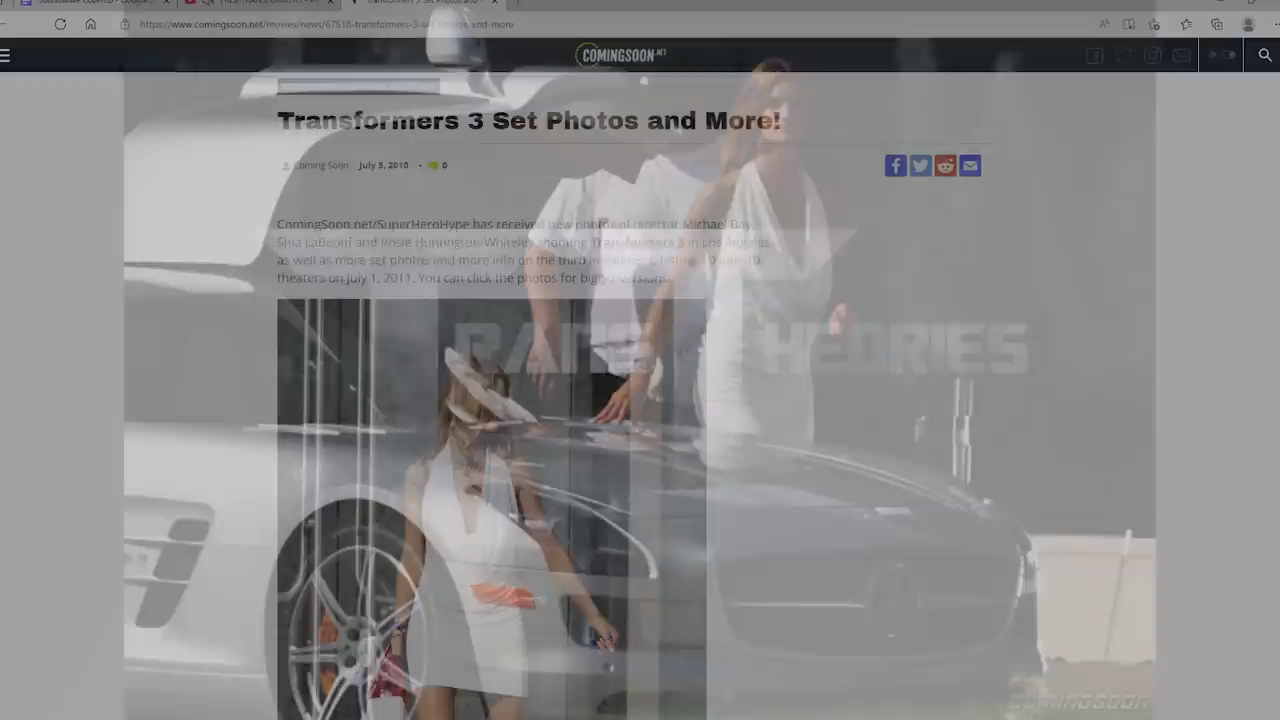 https://www.comingsoon.net/movies/news/67518-transformers-3-set-photos-and-more
COMINGSOON.NET
Transformers 3 Set Photos and More!
Coming Soon July 3, 2010 - 0
ComingSoon.net/SuperHeroHype has received new photos of director Michael Bay,
Shia LaBeouf and Rosie Huntington-Whiteley shooting Transformers 3 in Los Angeles
as well as more set photos and more info on the third
theaters on July 1, 2011. You can click the photos for bigger versions!
HEORIES
COMINGSOON